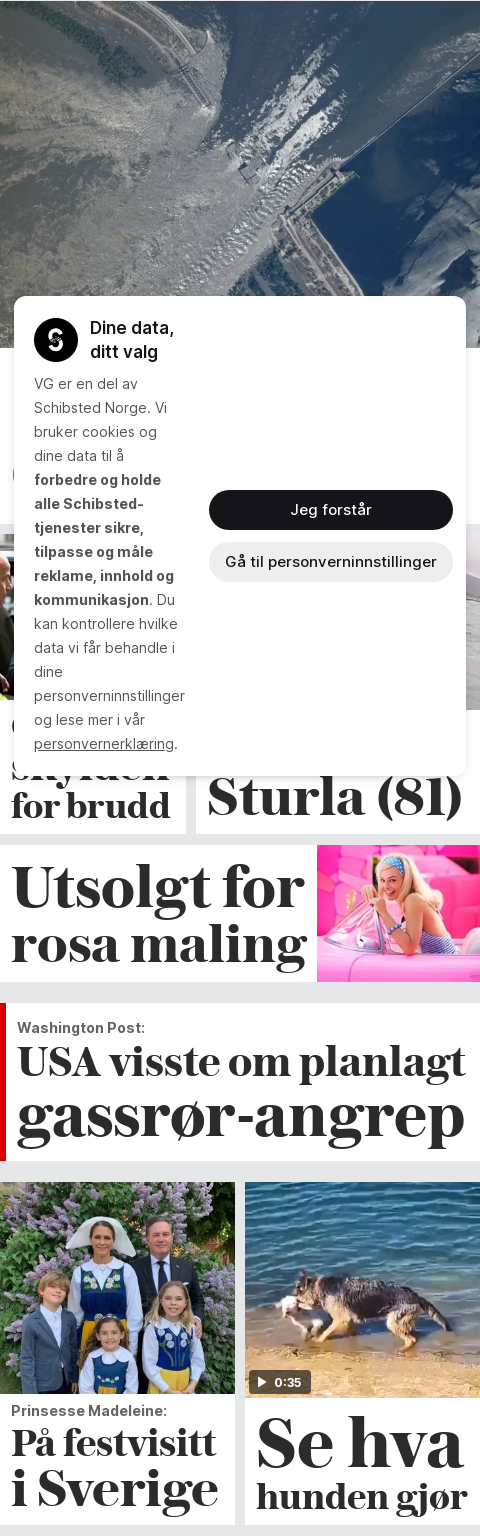 Dine data,
ditt valg
VG er en del av
Schibsted Norge. Vi
bruker cookies og
dine data til å
forbedre og holde
alle Schibsted-
tjenester sikre,
tilpasse og måle
reklame, innhold og
kommunikasjon. Du
kan kontrollere hvilke
data vi får behandle i
dine
personverninnstillinger
og lese mer i vår
personvernerklæring.
Jeg forstår
Gå til personverninnstillinger
for brudd
Sturla (81)
Utsolgt for
rosa maling
Washington Post:
USA visste om planlagt
gassrør-angrep
Prinsesse Madeleine:
På festvisitt
i Sverige
0:35
Se hva
hunden gjør